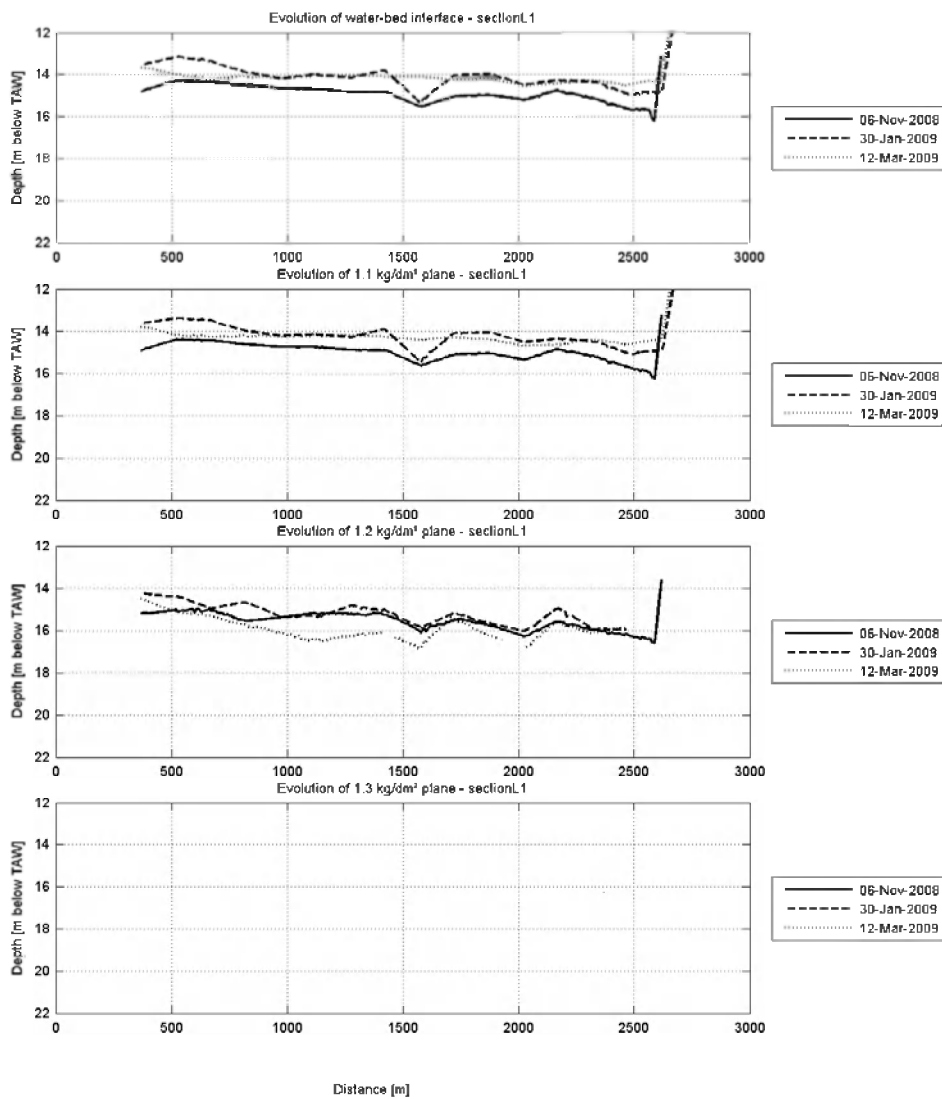 Evolution of water-bed interface - sectionL1
12
14
16
18
20
22
Depth [m below TAW]
0 500 1000 1500 2000 2500 3000
06-Nov-2008
30-Jan-2009
12-Mar-2009
Evolution of 1.1 kg/dm³ plane - sectionL1
12
14
16
18
20
22
Depth [m below TAW]
0 500 1000 1500 2000 2500 3000
06-Nov-2008
30-Jan-2009
12-Mar-2009
Evolution of 1.2 kg/dm³ plane - sectionL1
12
14
16
18
20
22
Depth [m below TAW]
0 500 1000 1500 2000 2500 3000
06-Nov-2008
30-Jan-2009
12-Mar-2009
Evolution of 1.3 kg/dm³ plane - sectionL1
12
14
16
18
20
22
Depth [m below TAW]
0 500 1000 1500 2000 2500 3000
06-Nov-2008
30-Jan-2009
12-Mar-2009
Distance [m]